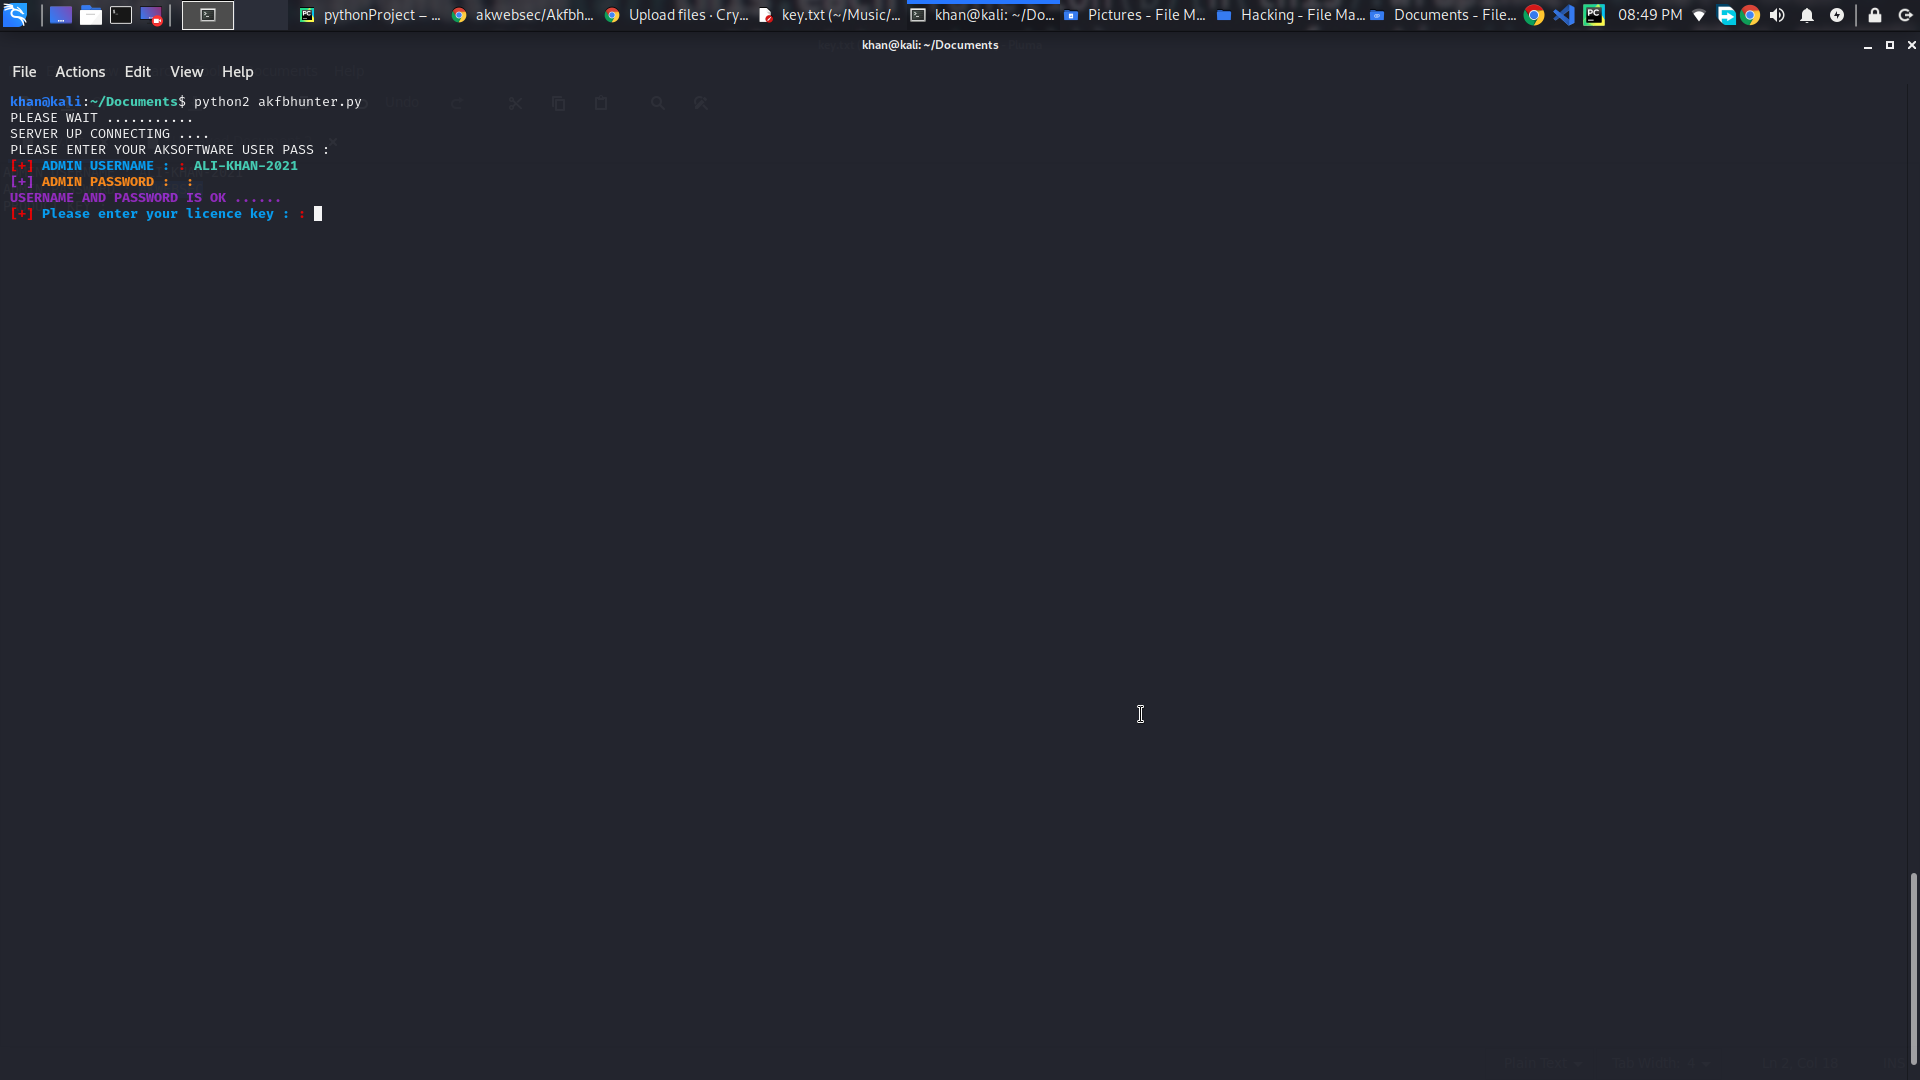 pythonProject – ...
akwebsec/Akfbh...
Upload files · Cry...
key.txt (~/Music/...
khan@kali: ~/Do...
Pictures - File M...
Hacking - File Ma...
Documents - File...
08:49 PM
khan@kali: ~/Documents
File Actions Edit View Help
khan@kali:~/Documents$ python2 akfbhunter.py
PLEASE WAIT ...........
SERVER UP CONNECTING ....
PLEASE ENTER YOUR AKSOFTWARE USER PASS :
[+] ADMIN USERNAME : : ALI-KHAN-2021
[+] ADMIN PASSWORD :  :
USERNAME AND PASSWORD IS OK ......
[+] Please enter your licence key : :